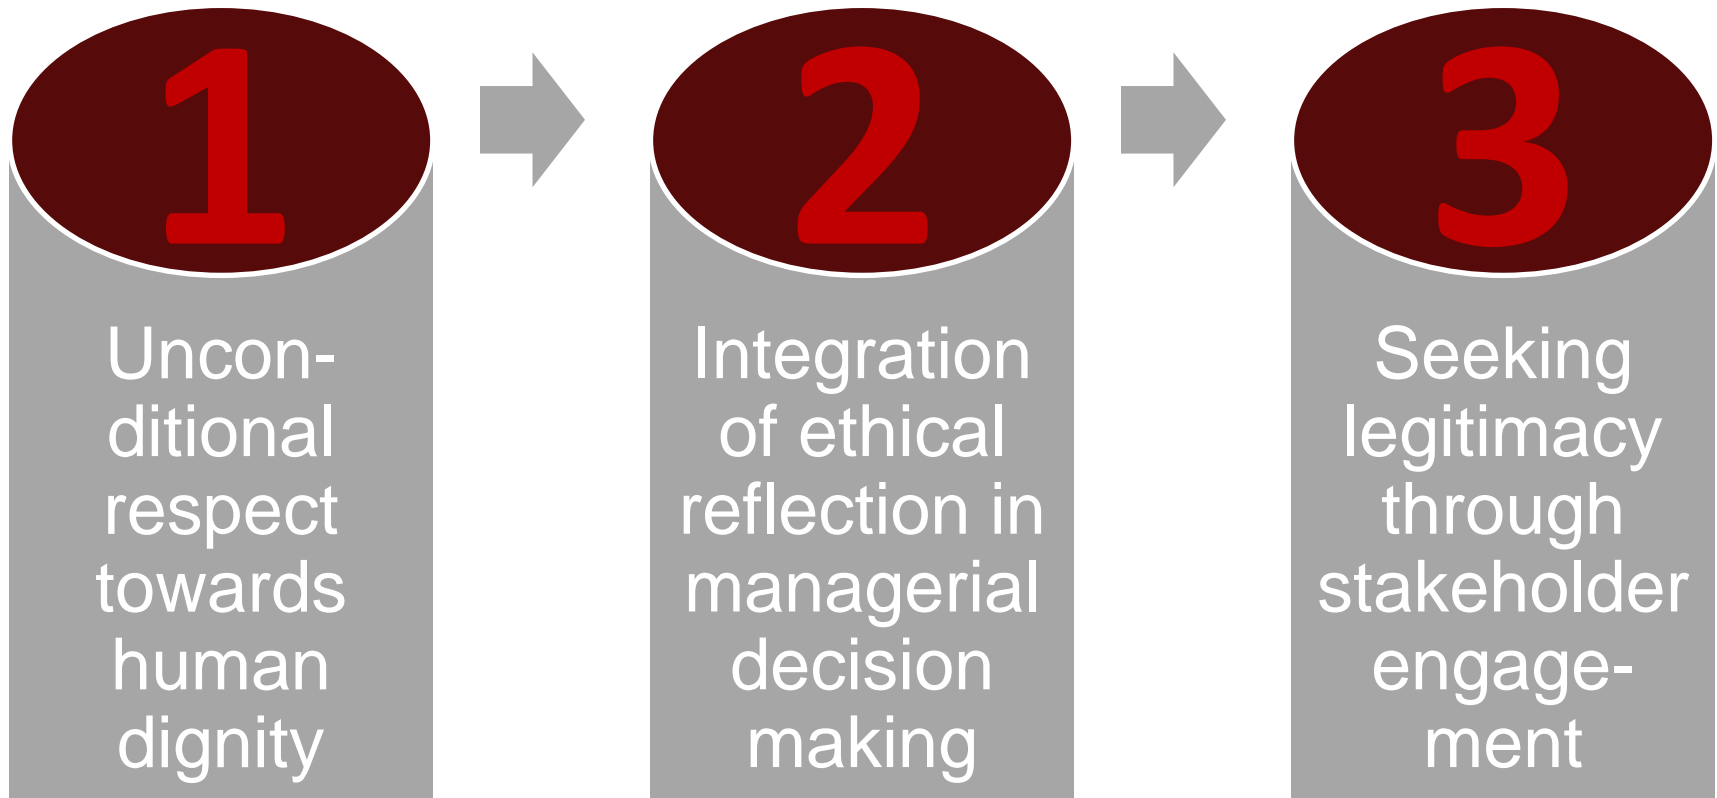 1
Uncon-
ditional
respect
towards
human
dignity
2
Integration
of ethical
reflection in
managerial
decision
making
3
Seeking
legitimacy
through
stakeholder
engage-
ment